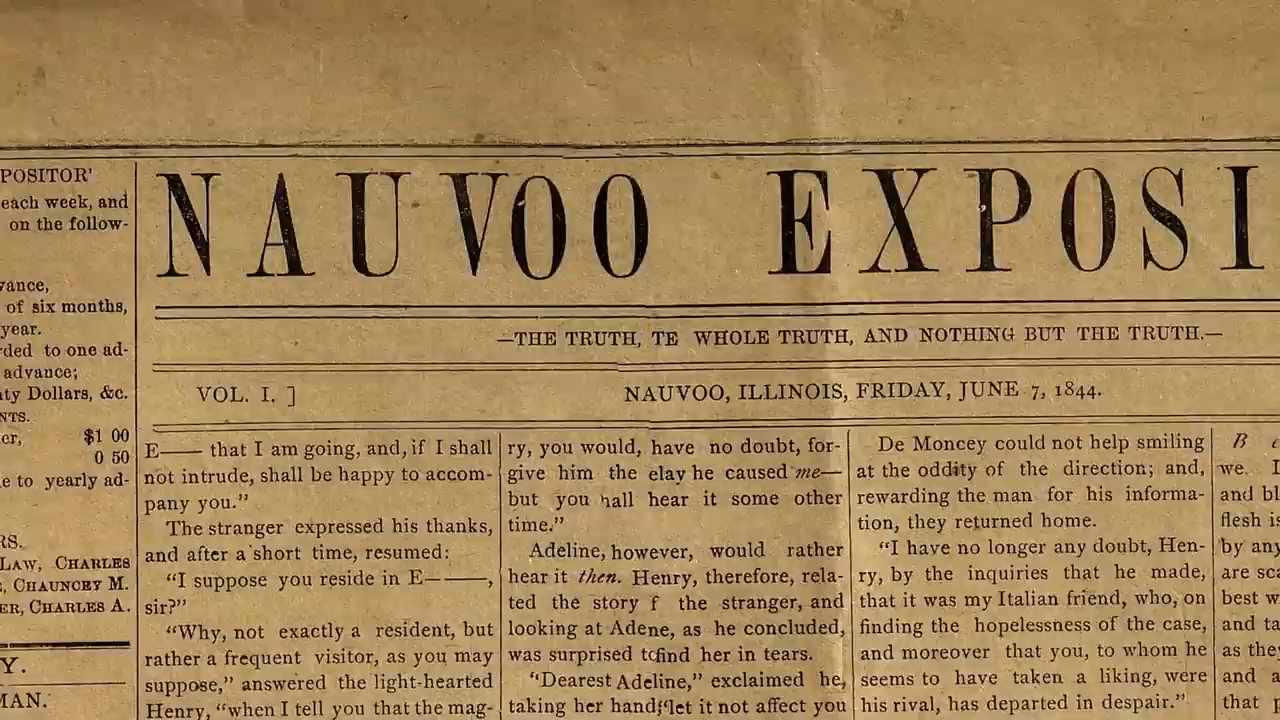 POSITOR'
each week, and
on the follow-
vance,
of six months,
year.
rded to one ad-
advance;
nty Dollars, &c.
NTS.
er, $1 00
0 50
e to yearly ad-
RS.
LAW, CHARLES
, CHAUNCEY M.
ER, CHARLES A.
Y.
MAN.
NAUVOO EXPOSI
—THE TRUTH, TE WHOLE TRUTH, AND NOTHING BUT THE TRUTH.—
VOL. I. ]
NAUVOO, ILLINOIS, FRIDAY, JUNE 7, 1844.
E—— that I am going, and, if I shall
not intrude, shall be happy to accom-
pany you.”
The stranger expressed his thanks,
and after a short time, resumed:
“I suppose you reside in E——,
sir?”
“Why, not exactly a resident, but
rather a frequent visitor, as you may
suppose,” answered the light-hearted
Henry, “when I tell you that the mag-
ry, you would, have no doubt, for-
give him the elay he caused me—
but you hall hear it some other
time.”
Adeline, however, would rather
hear it then. Henry, therefore, rela-
ted the story f the stranger, and
looking at Adene, as he concluded,
was surprised to find her in tears.
“Dearest Adeline,” exclaimed he,
taking her hand, “let it not affect you
De Moncey could not help smiling
at the oddity of the direction; and,
rewarding the man for his informa-
tion, they returned home.
“I have no longer any doubt, Hen-
ry, by the inquiries that he made,
that it was my Italian friend, who, on
finding the hopelessness of the case,
and moreover that you, to whom he
seems to have taken a liking, were
his rival, has departed in despair.”
B e
we. I
and bl
flesh is
by any
are sca
best w
and ta
as they
and a
that p